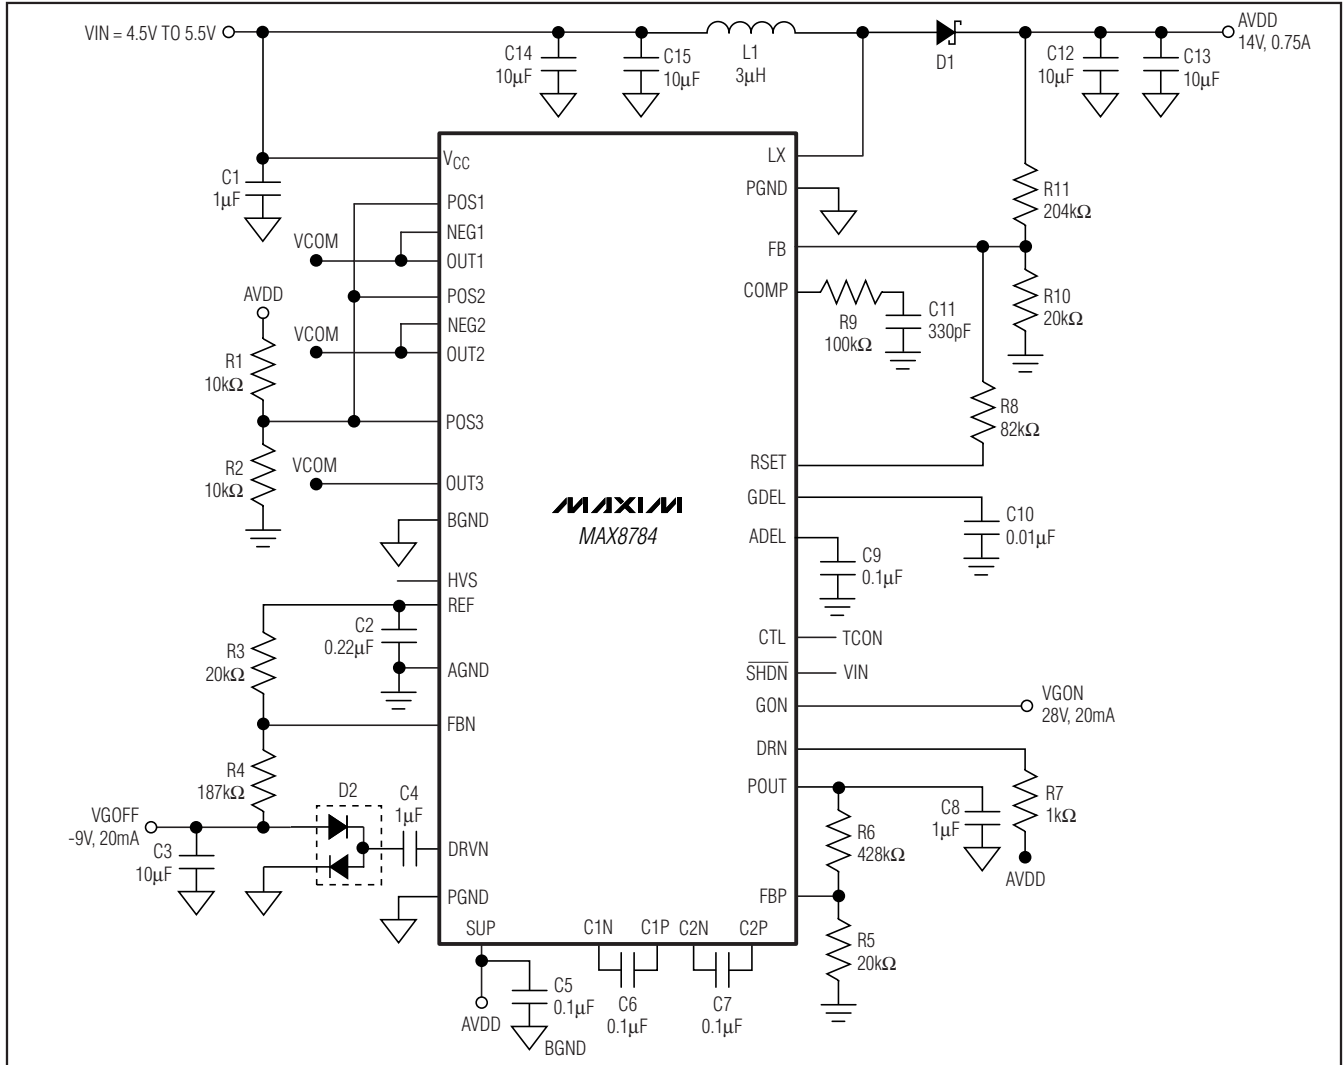 VIN = 4.5V TO 5.5V
C14
10µF
C15
10µF
L1
3µH
D1
C12
10µF
C13
10µF
AVDD
14V, 0.75A
C1
1µF
VCC
POS1
NEG1
OUT1
POS2
NEG2
OUT2
POS3
OUT3
BGND
HVS
REF
AGND
FBN
DRVN
PGND
SUP
C1N
C1P
C2N
C2P
LX
PGND
FB
COMP
RSET
GDEL
ADEL
CTL
SHDN
GON
DRN
POUT
FBP
MAXIM
MAX8784
VCOM
AVDD
VCOM
R1
10kΩ
R2
10kΩ
VCOM
R3
20kΩ
C2
0.22µF
R4
187kΩ
D2
C4
1µF
VGOFF
-9V, 20mA
C3
10µF
AVDD
C5
0.1µF
BGND
C6
0.1µF
C7
0.1µF
R11
204kΩ
R10
20kΩ
R9
100kΩ
C11
330pF
R8
82kΩ
C10
0.01µF
C9
0.1µF
TCON
VIN
VGON
28V, 20mA
R7
1kΩ
AVDD
C8
1µF
R6
428kΩ
R5
20kΩ